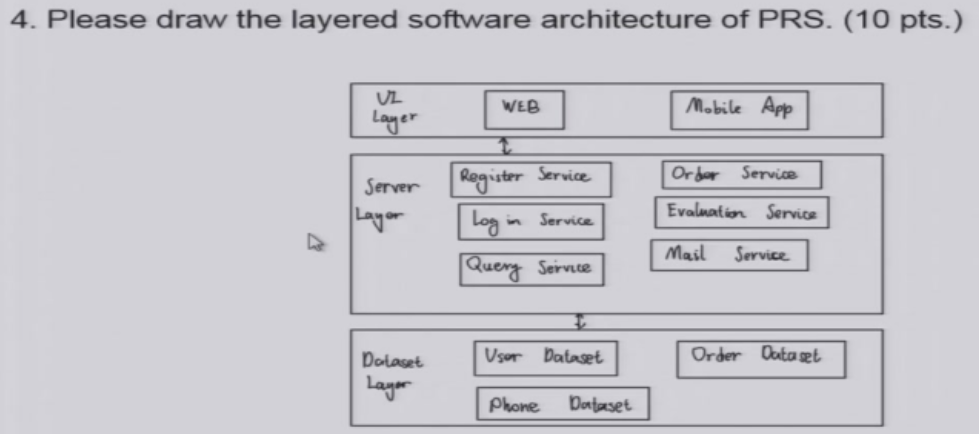 4. Please draw the layered software architecture of PRS. (10 pts.)
UI Layer
WEB
Mobile App
Server Layer
Register Service
Order Service
Log in Service
Evaluation Service
Query Service
Mail Service
Dataset Layer
User Dataset
Order Dataset
Phone Dataset